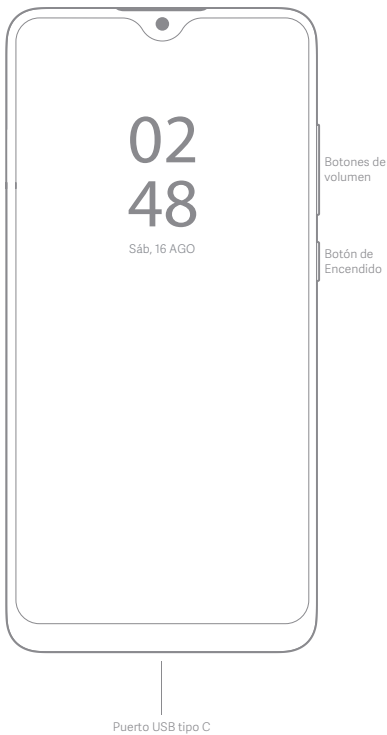 02
48
Sáb, 16 AGO
Botones de
volumen
Botón de
Encendido
Puerto USB tipo C